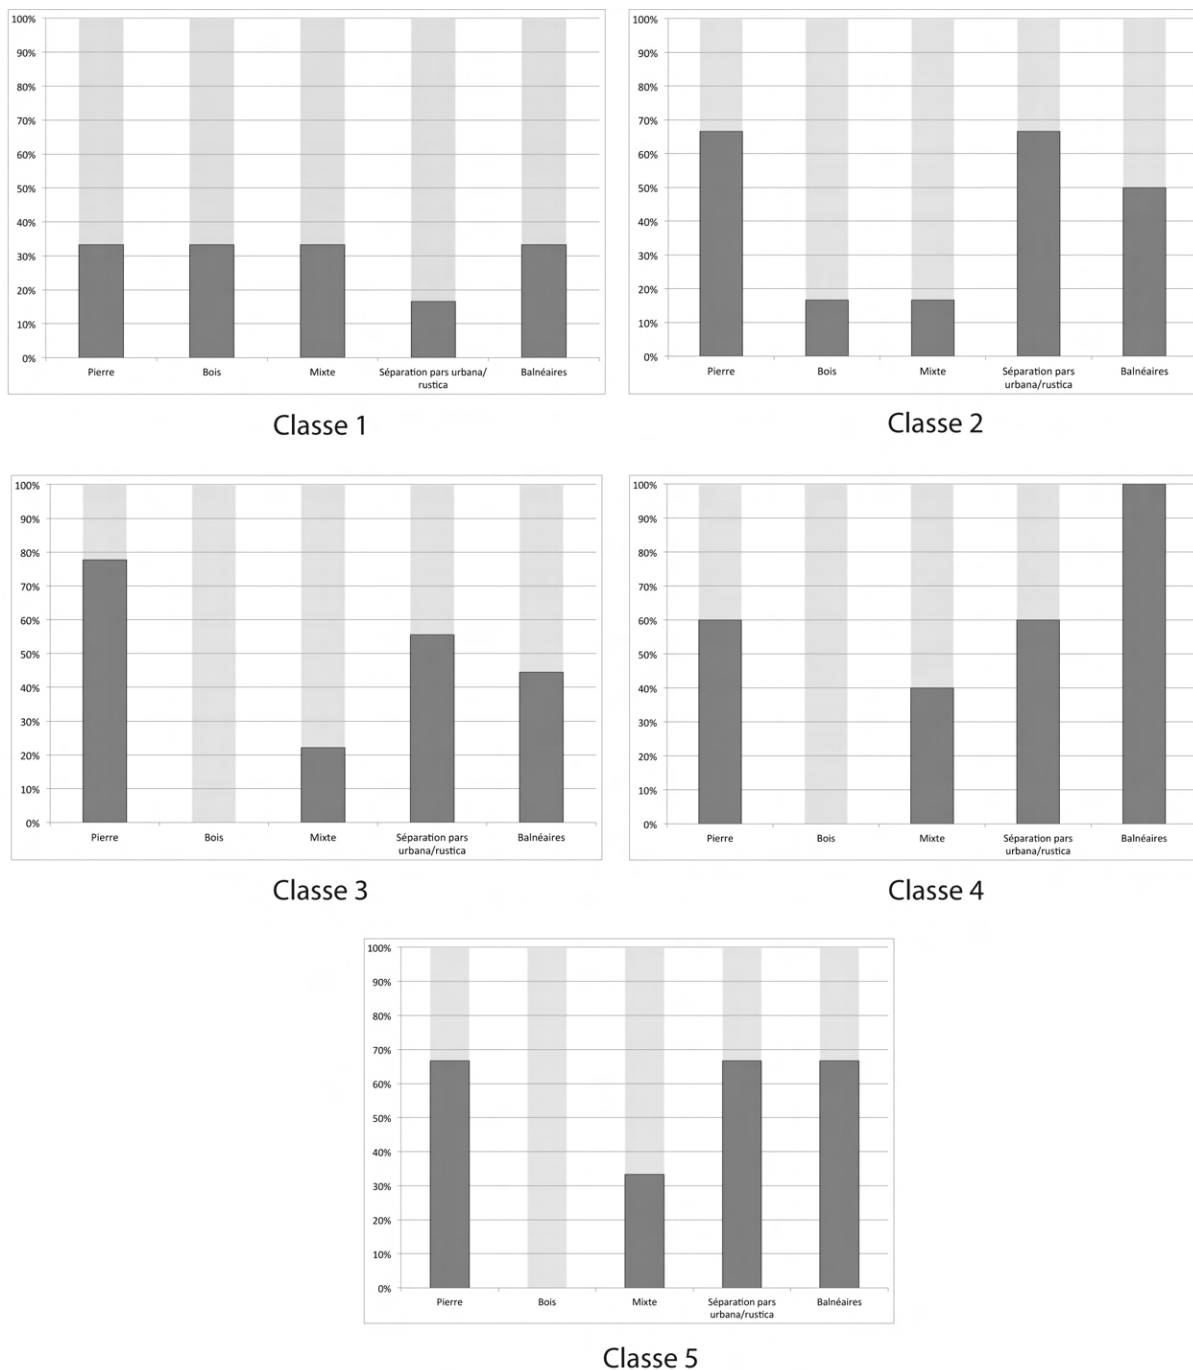 100%
90%
80%
70%
60%
50%
40%
30%
20%
10%
0%
Pierre
Bois
Mixte
Séparation pars urbana/
rustica
Balnéaires
Classe 1
100%
90%
80%
70%
60%
50%
40%
30%
20%
10%
0%
Pierre
Bois
Mixte
Séparation pars
urbana/rustica
Balnéaires
Classe 2
100%
90%
80%
70%
60%
50%
40%
30%
20%
10%
0%
Pierre
Bois
Mixte
Séparation pars
urbana/rustica
Balnéaires
Classe 3
100%
90%
80%
70%
60%
50%
40%
30%
20%
10%
0%
Pierre
Bois
Mixte
Séparation pars
urbana/rustica
Balnéaires
Classe 4
100%
90%
80%
70%
60%
50%
40%
30%
20%
10%
0%
Pierre
Bois
Mixte
Séparation pars
urbana/rustica
Balnéaires
Classe 5